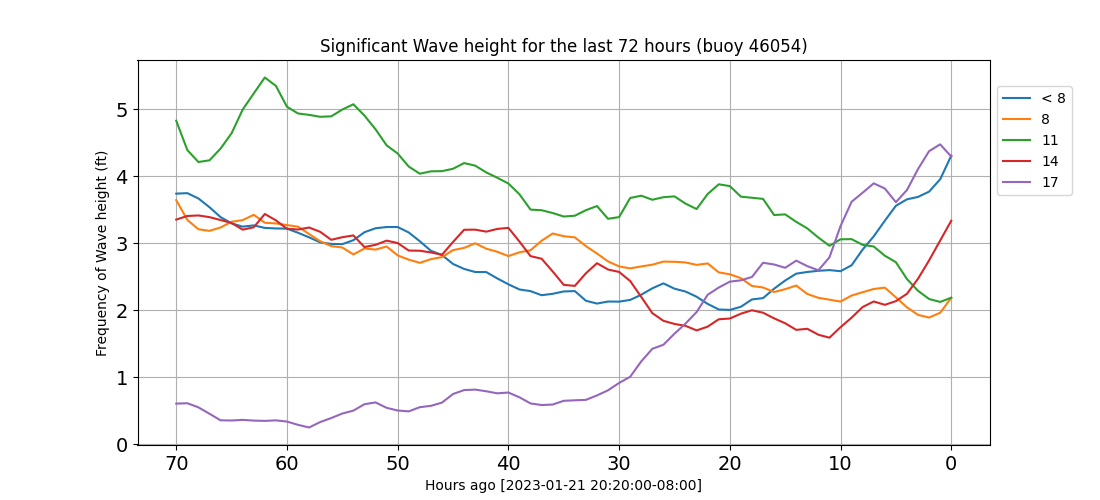 Significant Wave height for the last 72 hours (buoy 46054)
Frequency of Wave height (ft)
5
4
3
2
1
0
70 60 50 40 30 20 10 0
Hours ago [2023-01-21 20:20:00-08:00]
< 8
8
11
14
17